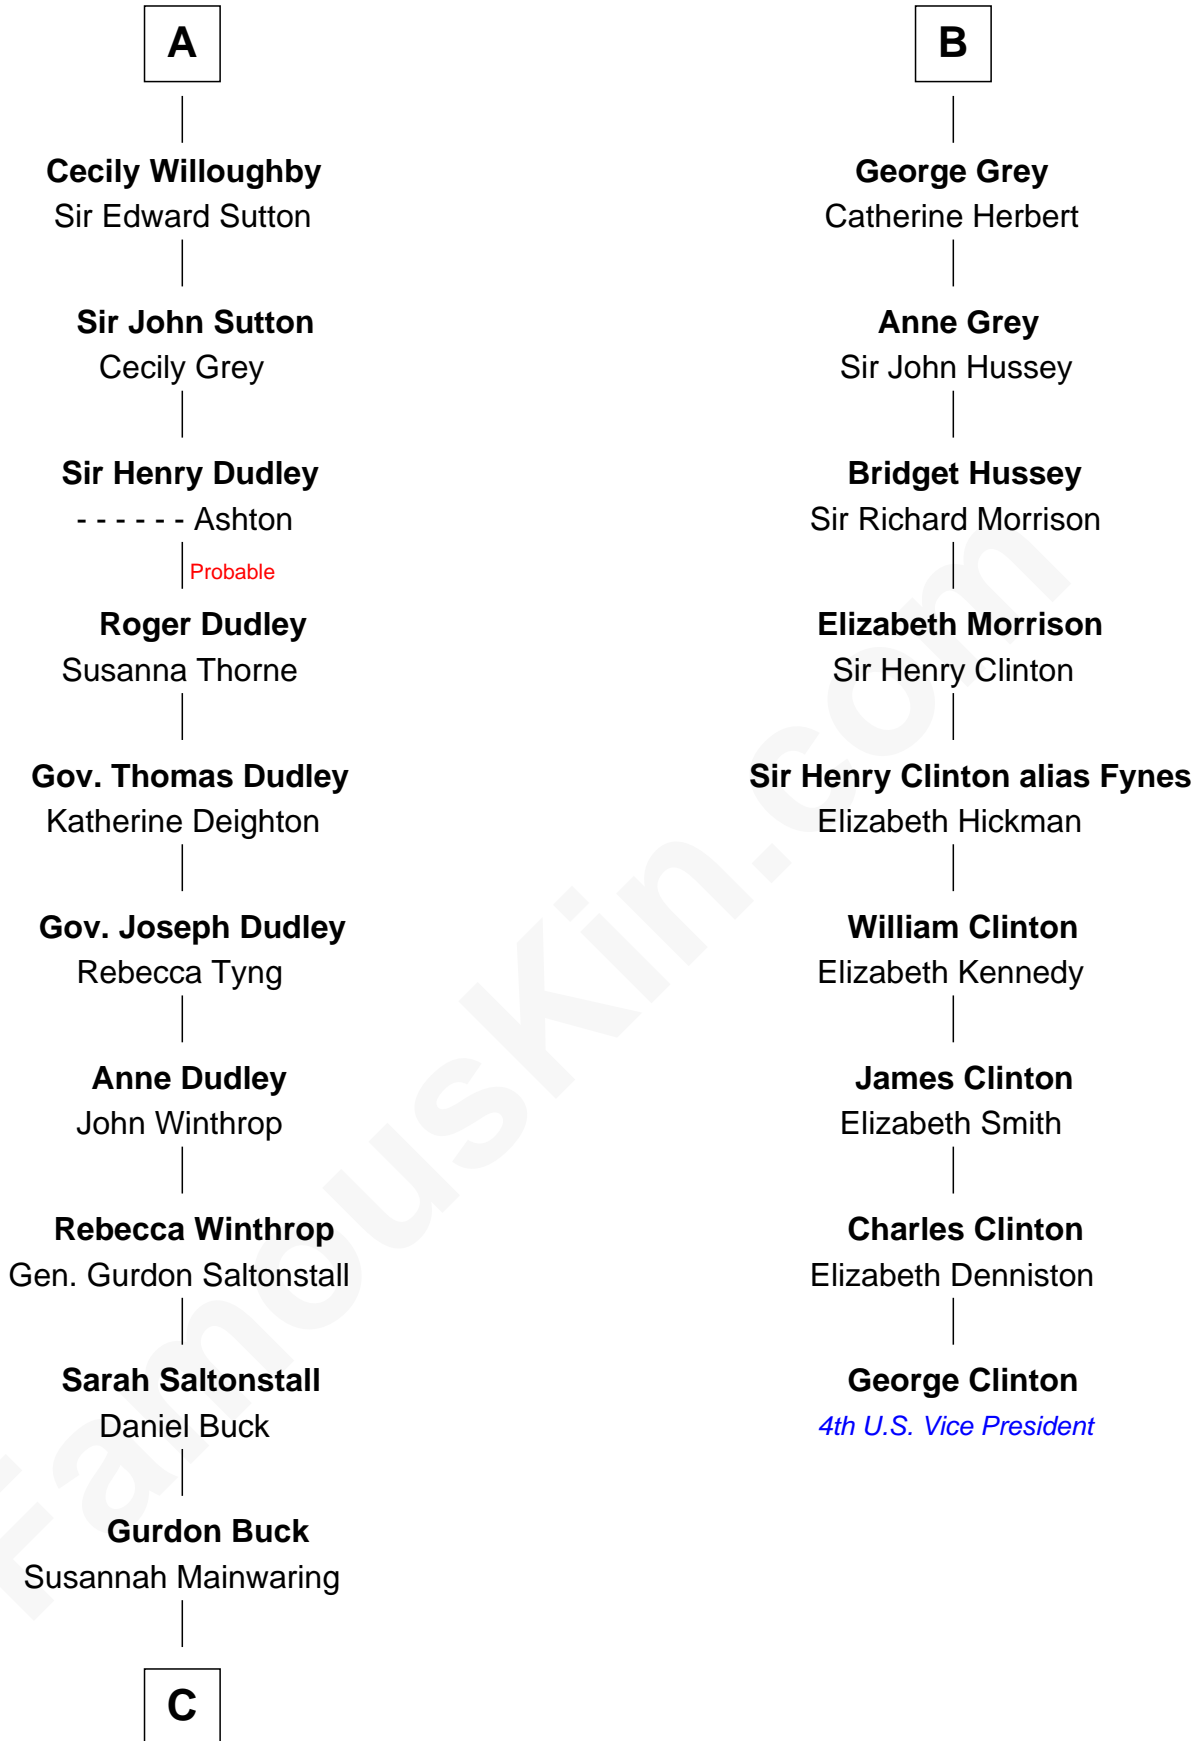 A
Cecily Willoughby
Sir Edward Sutton
Sir John Sutton
Cecily Grey
Sir Henry Dudley
- - - - - - Ashton
Probable
Roger Dudley
Susanna Thorne
Gov. Thomas Dudley
Katherine Deighton
Gov. Joseph Dudley
Rebecca Tyng
Anne Dudley
John Winthrop
Rebecca Winthrop
Gen. Gurdon Saltonstall
Sarah Saltonstall
Daniel Buck
Gurdon Buck
Susannah Mainwaring
C
B
George Grey
Catherine Herbert
Anne Grey
Sir John Hussey
Bridget Hussey
Sir Richard Morrison
Elizabeth Morrison
Sir Henry Clinton
Sir Henry Clinton alias Fynes
Elizabeth Hickman
William Clinton
Elizabeth Kennedy
James Clinton
Elizabeth Smith
Charles Clinton
Elizabeth Denniston
George Clinton
4th U.S. Vice President
FamousKin.com